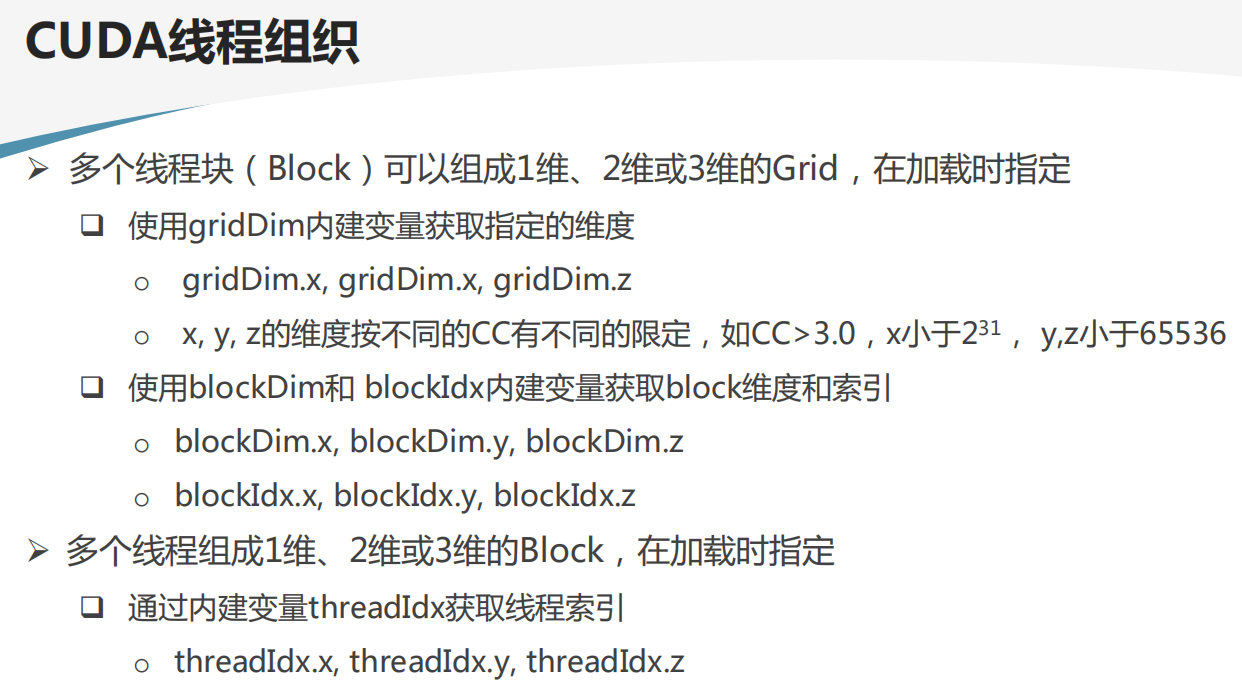 CUDA线程组织
多个线程块（Block）可以组成1维、2维或3维的Grid，在加载时指定
使用gridDim内建变量获取指定的维度
gridDim.x, gridDim.x, gridDim.z
x, y, z的维度按不同的CC有不同的限定，如CC>3.0，x小于2³¹， y,z小于65536
使用blockDim和 blockIdx内建变量获取block维度和索引
blockDim.x, blockDim.y, blockDim.z
blockIdx.x, blockIdx.y, blockIdx.z
多个线程组成1维、2维或3维的Block，在加载时指定
通过内建变量threadIdx获取线程索引
threadIdx.x, threadIdx.y, threadIdx.z